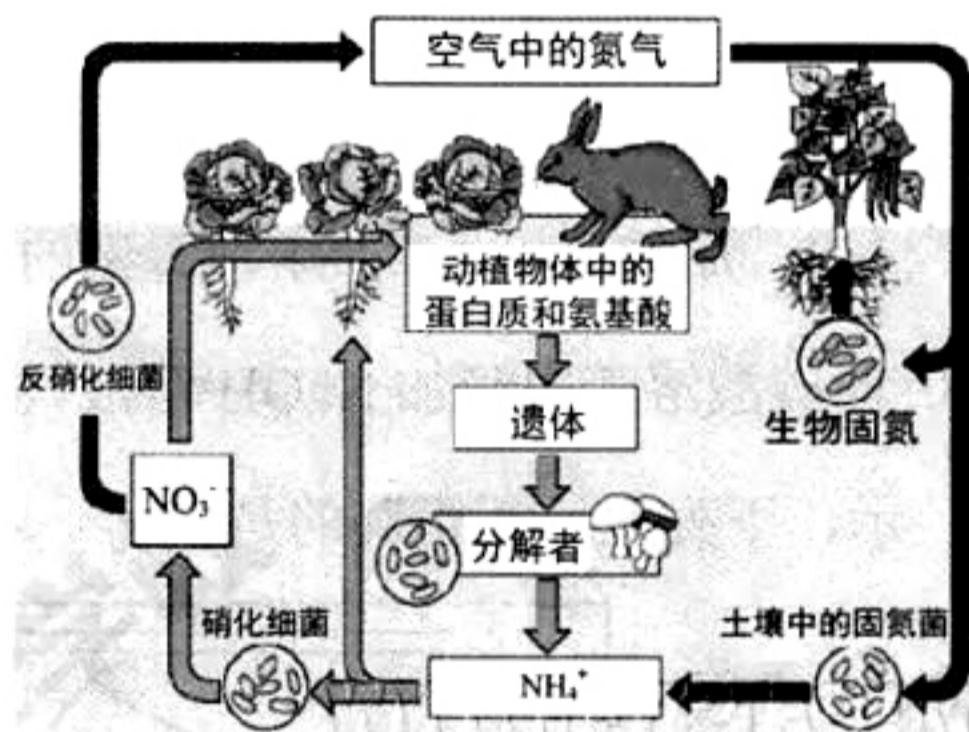 空气中的氮气
动植物体中的
蛋白质和氨基酸
反硝化细菌
生物固氮
遗体
NO₃⁻
分解者
硝化细菌
土壤中的固氮菌
NH₄⁺